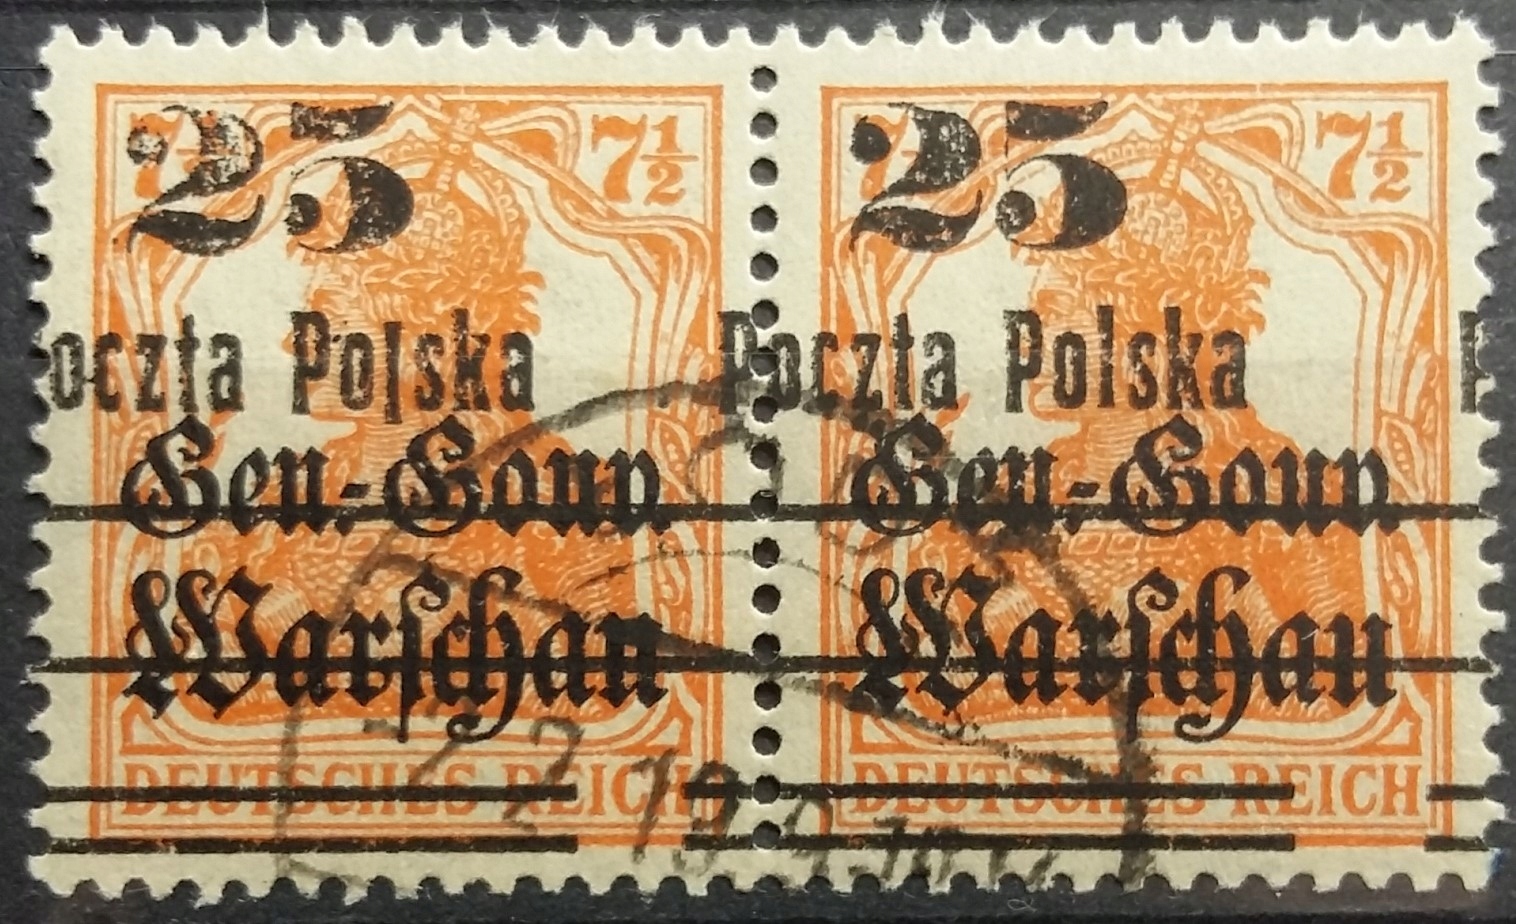 25 7½ 25 7½
oczta Polska Poczta Polska P
Gen.-Gouv. Gen.-Gouv.
Warschau Warschau
DEUTSCHES REICH DEUTSCHES REICH
19